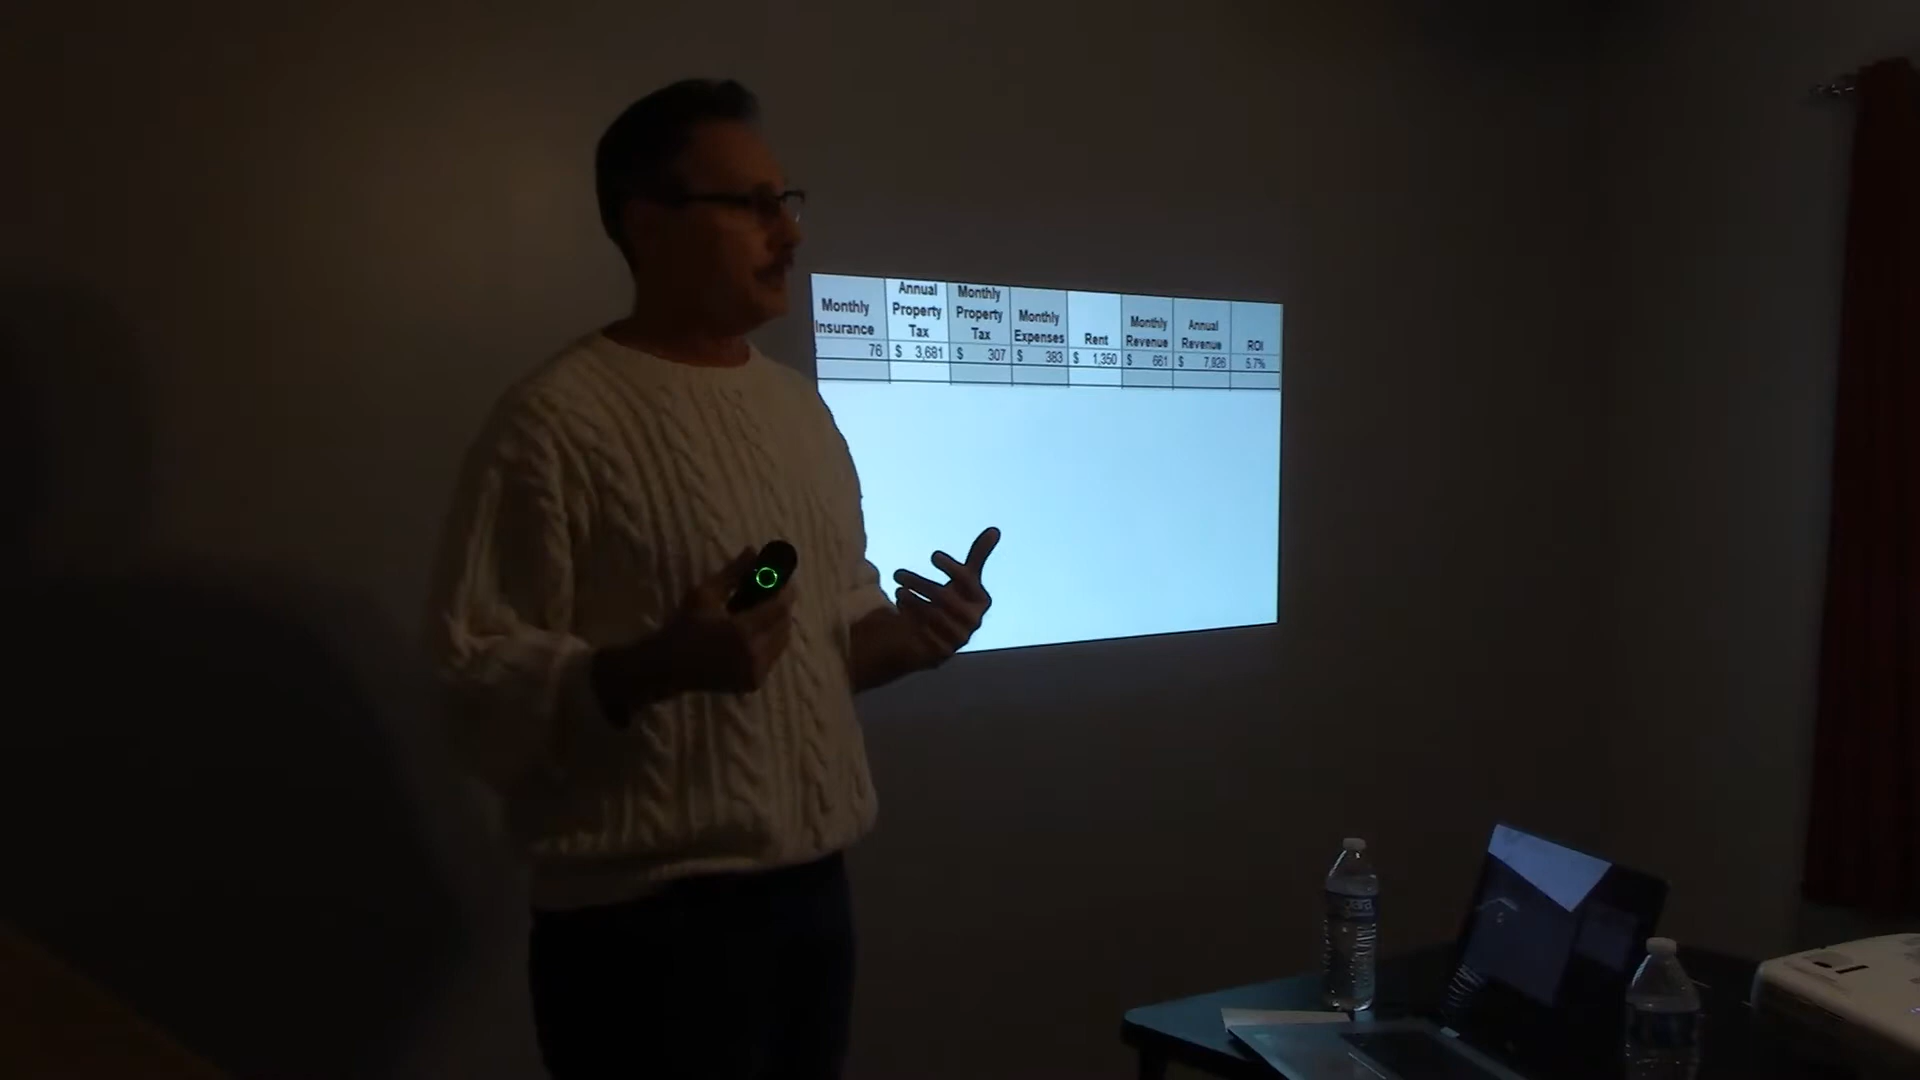 Monthly Insurance
Annual Property Tax
Monthly Property Tax
Monthly Expenses
Rent
Monthly Revenue
Annual Revenue
ROI
76
$ 3,681
$ 307
$ 383
$ 1,350
$ 661
$ 7,926
5.7%